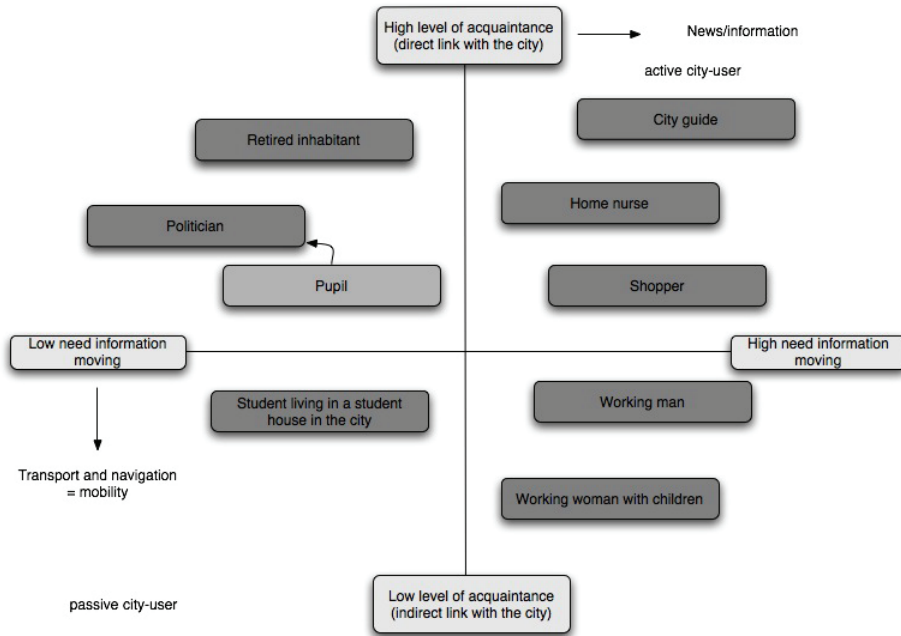 High level of acquaintance
(direct link with the city)
News/information
active city-user
City guide
Retired inhabitant
Home nurse
Politician
Pupil
Shopper
Low need information
moving
High need information
moving
Student living in a student
house in the city
Working man
Transport and navigation
= mobility
Working woman with children
Low level of acquaintance
(indirect link with the city)
passive city-user